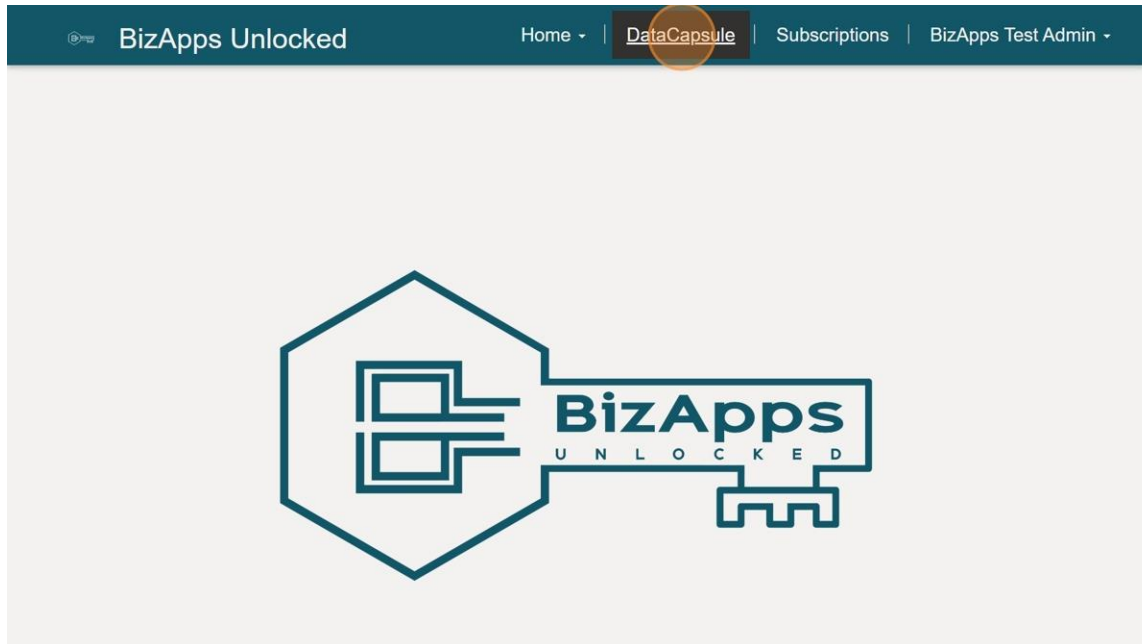 BizApps Unlocked Home | DataCapsule | Subscriptions | BizApps Test Admin
BizApps
UNLOCKED